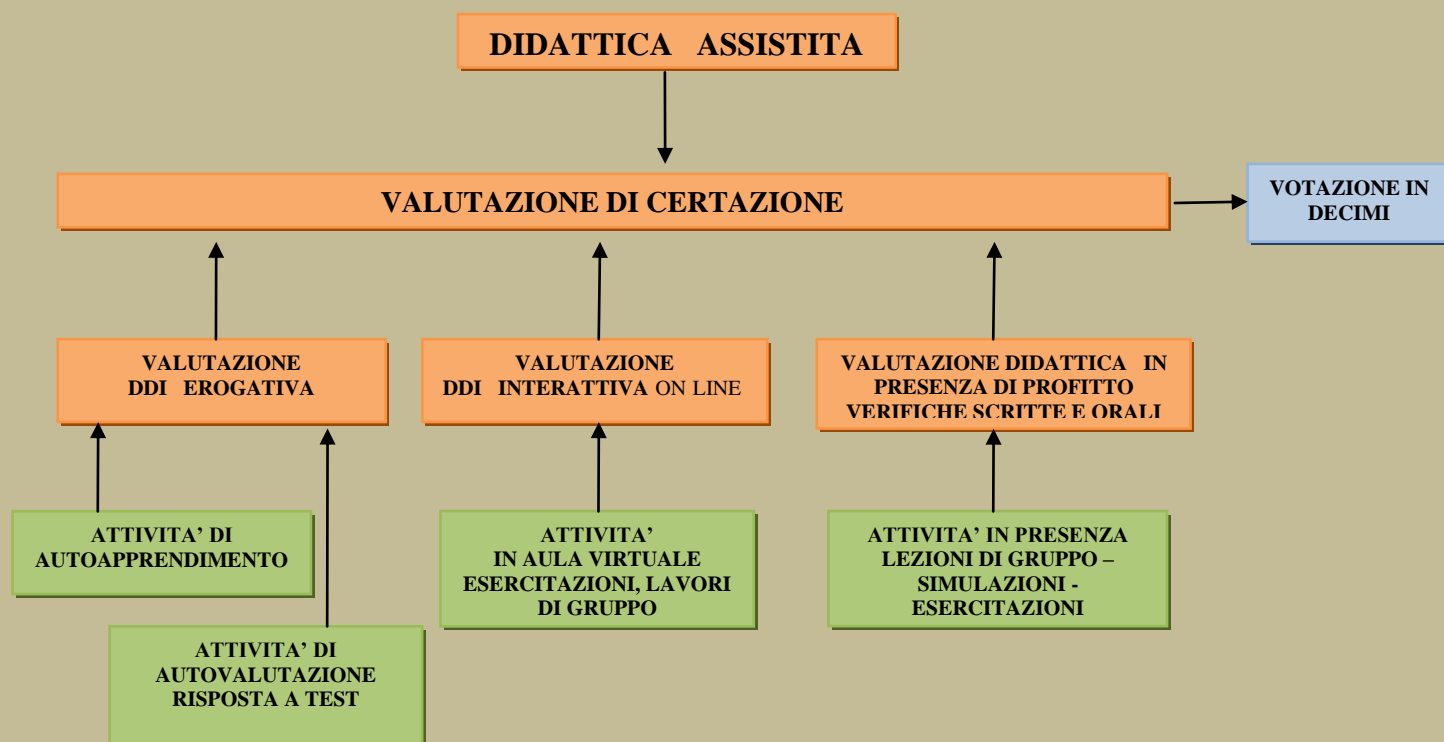 DIDATTICA ASSISTITA
VALUTAZIONE DI CERTAZIONE
VOTAZIONE IN
DECIMI
VALUTAZIONE
DDI EROGATIVA
VALUTAZIONE
DDI INTERATTIVA ON LINE
VALUTAZIONE DIDATTICA IN
PRESENZA DI PROFITTO
VERIFICHE SCRITTE E ORALI
ATTIVITA’ DI
AUTOAPPRENDIMENTO
ATTIVITA’
IN AULA VIRTUALE
ESERCITAZIONI, LAVORI
DI GRUPPO
ATTIVITA’ IN PRESENZA
LEZIONI DI GRUPPO –
SIMULAZIONI -
ESERCITAZIONI
ATTIVITA’ DI
AUTOVALUTAZIONE
RISPOSTA A TEST